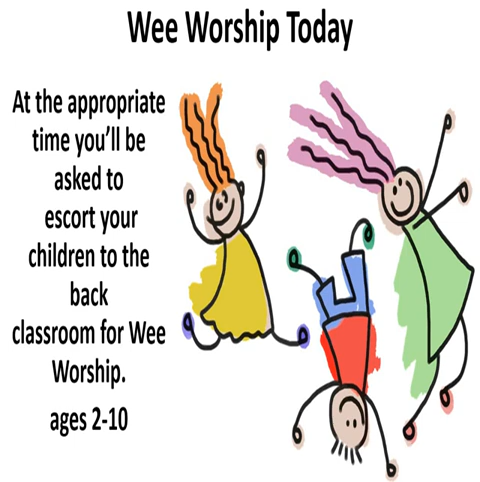 Wee Worship Today
At the appropriate
time you’ll be
asked to
escort your
children to the
back
classroom for Wee
Worship.
ages 2-10